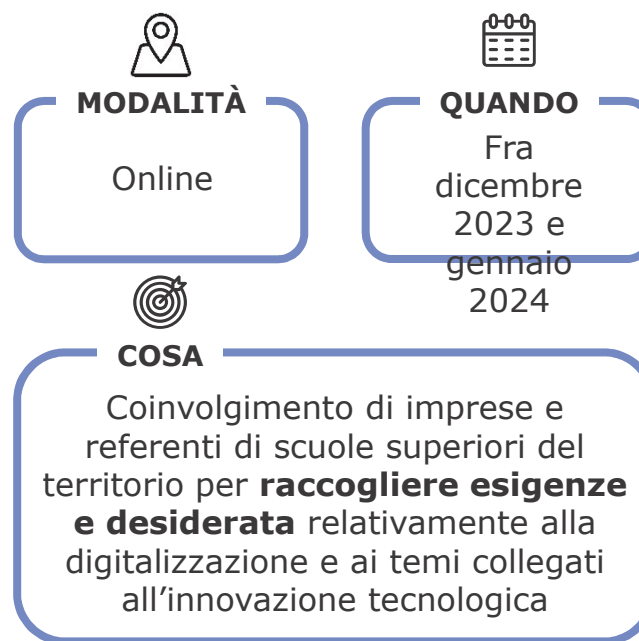 MODALITÀ
Online
QUANDO
Fra
dicembre
2023 e
gennaio
2024
COSA
Coinvolgimento di imprese e
referenti di scuole superiori del
territorio per raccogliere esigenze
e desiderata relativamente alla
digitalizzazione e ai temi collegati
all’innovazione tecnologica